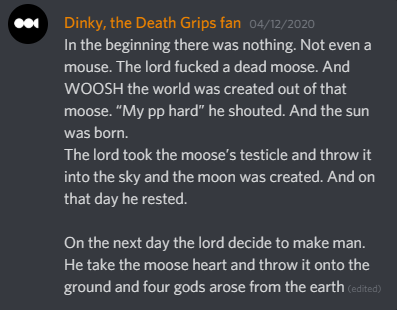 Dinky, the Death Grips fan 04/12/2020
In the beginning there was nothing. Not even a
mouse. The lord fucked a dead moose. And
WOOSH the world was created out of that
moose. “My pp hard” he shouted. And the sun
was born.
The lord took the moose’s testicle and throw it
into the sky and the moon was created. And on
that day he rested.

On the next day the lord decide to make man.
He take the moose heart and throw it onto the
ground and four gods arose from the earth (edited)